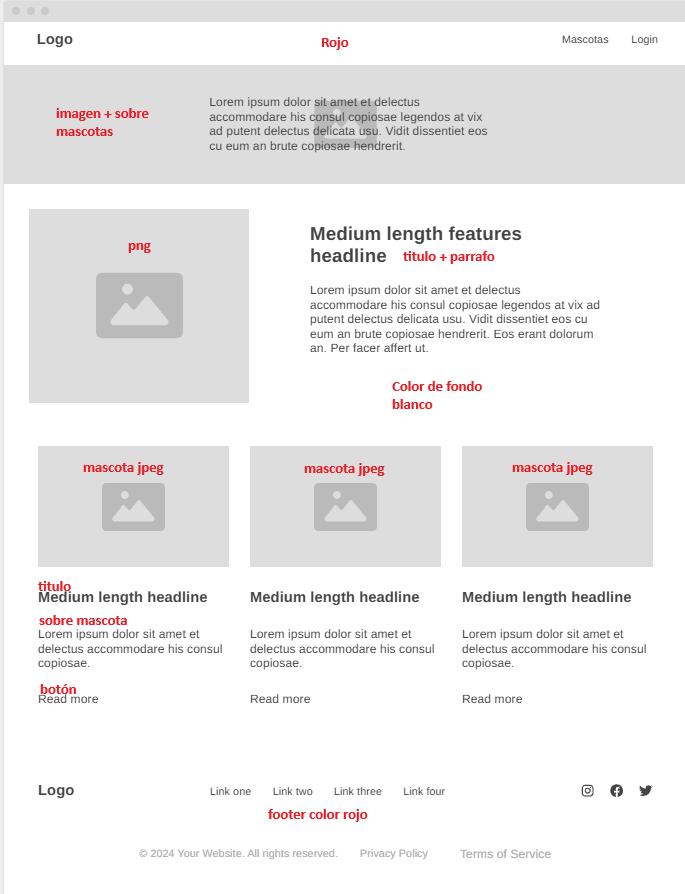 Logo
Rojo
Mascotas
Login
imagen + sobre
mascotas
Lorem ipsum dolor sit amet et delectus
accommodare his consul copiosae legendos at vix
ad putent delectus delicata usu. Vidit dissentiet eos
cu eum an brute copiosae hendrerit.
png
Medium length features
headline
titulo + parrafo
Lorem ipsum dolor sit amet et delectus
accommodare his consul copiosae legendos at vix ad
putent delectus delicata usu. Vidit dissentiet eos cu
eum an brute copiosae hendrerit. Eos erant dolorum
an. Per facer affert ut.
Color de fondo
blanco
mascota jpeg
mascota jpeg
mascota jpeg
titulo
Medium length headline
sobre mascota
Lorem ipsum dolor sit amet et
delectus accommodare his consul
copiosae.
botón
Read more
Medium length headline
Lorem ipsum dolor sit amet et
delectus accommodare his consul
copiosae.
Read more
Medium length headline
Lorem ipsum dolor sit amet et
delectus accommodare his consul
copiosae.
Read more
Logo
Link one
Link two
Link three
Link four
footer color rojo
© 2024 Your Website. All rights reserved.
Privacy Policy
Terms of Service